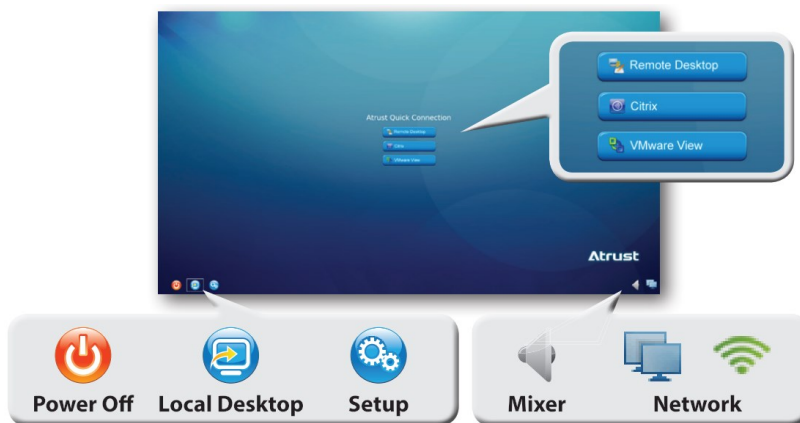 Atrust Quick Connection
Remote Desktop
Citrix
VMware View
Remote Desktop
Citrix
VMware View
Atrust
Power Off
Local Desktop
Setup
Mixer
Network